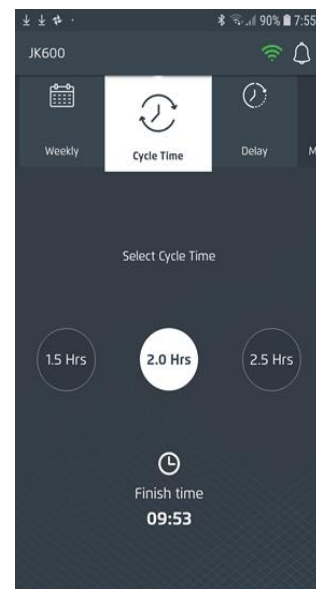 90% 7:55
JK600
Weekly
Cycle Time
Delay
M
Select Cycle Time
1.5 Hrs
2.0 Hrs
2.5 Hrs
Finish time
09:53